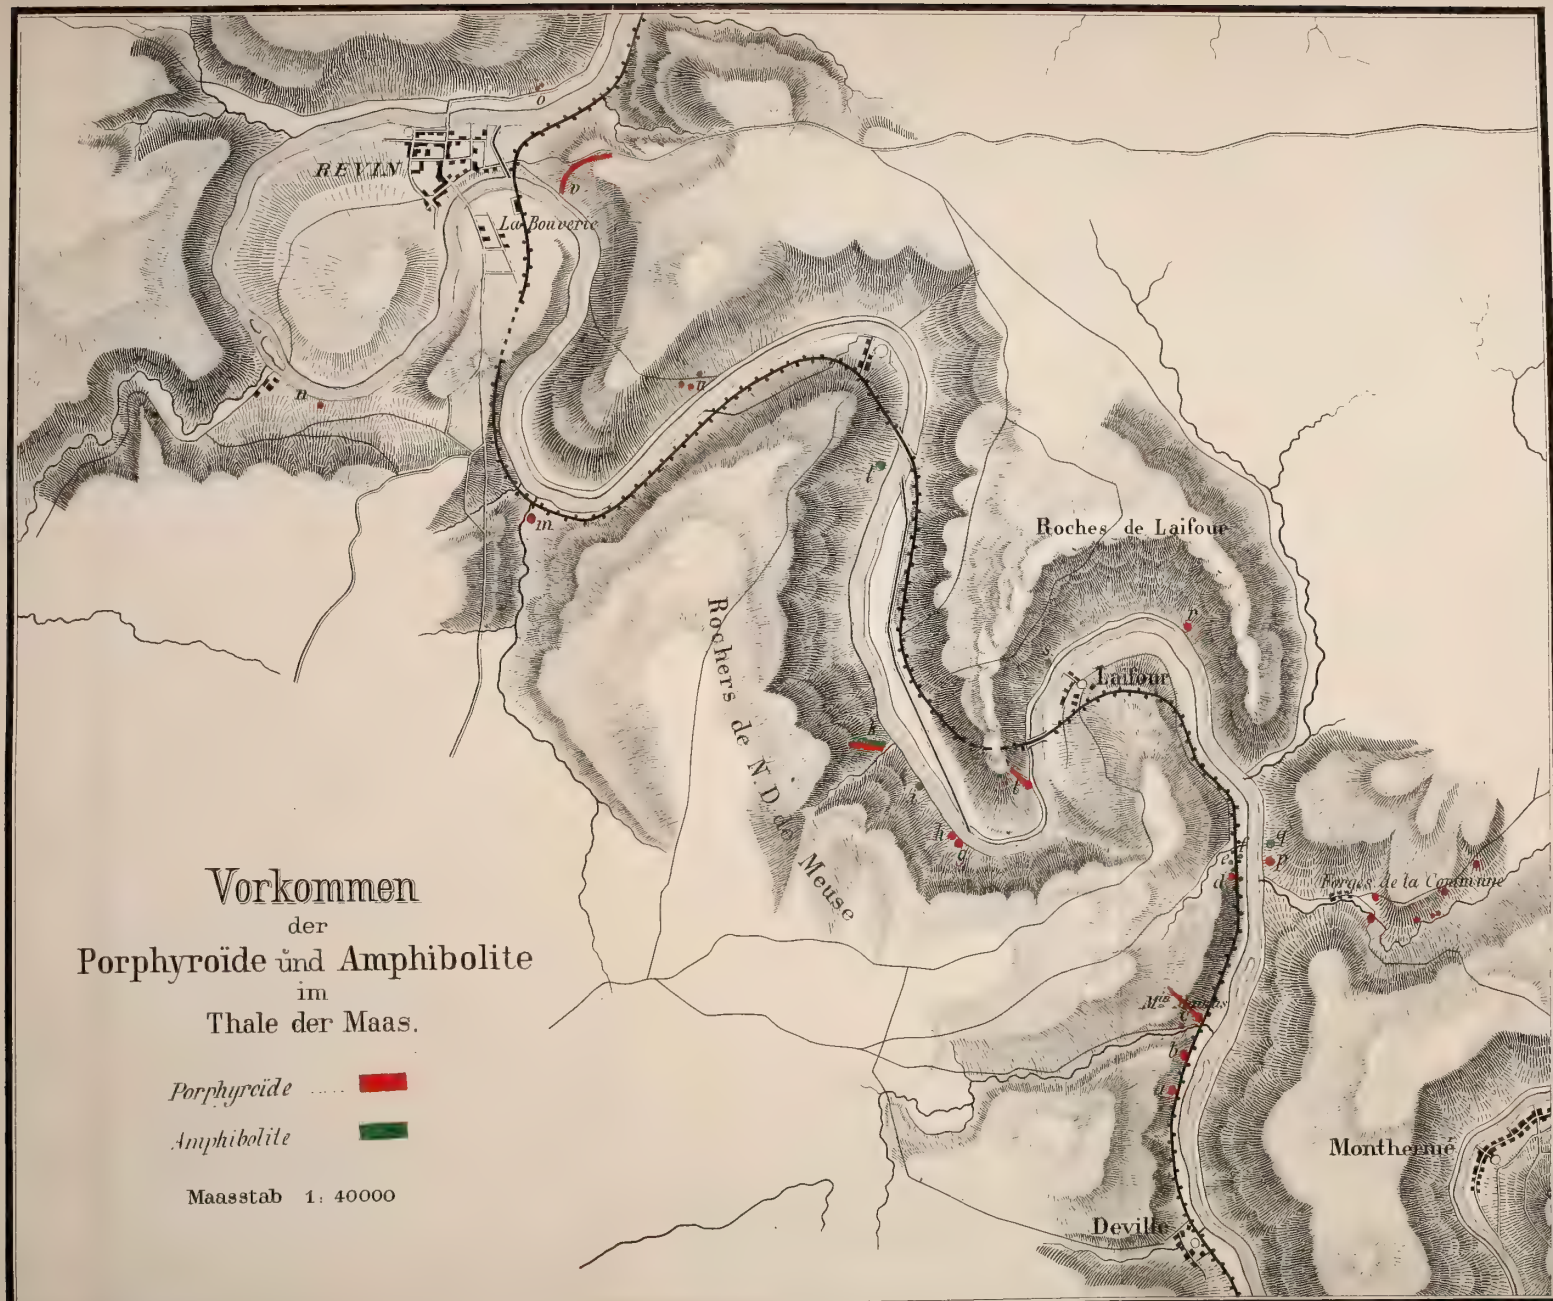 o
REVIN
v
La Bouverie
u
n
t
m
Roches de Laifour
r
s
Laifour
Rochers de N. D. de Meuse
k
l
i
h
g
f
q
e
p
d
Forges de la Commune
Vorkommen
der
Porphyroïde und Amphibolite
im
Thale der Maas.
c
b
a
Porphyroïde .....
Amphibolite
Monthermé
Maasstab 1: 40000
Deville